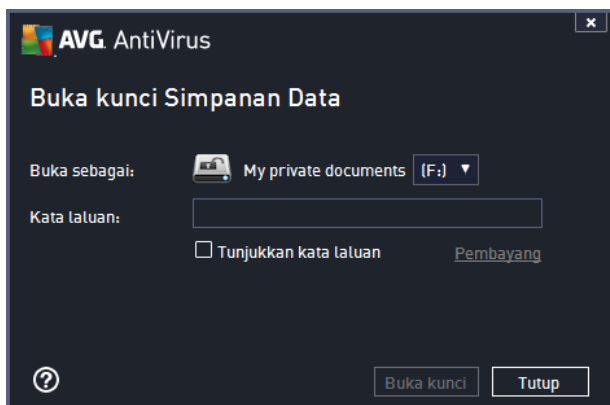 AVG. AntiVirus
Buka kunci Simpanan Data
Buka sebagai: My private documents (F:)
Kata laluan:
Tunjukkan kata laluan Pembayang
Buka kunci Tutup